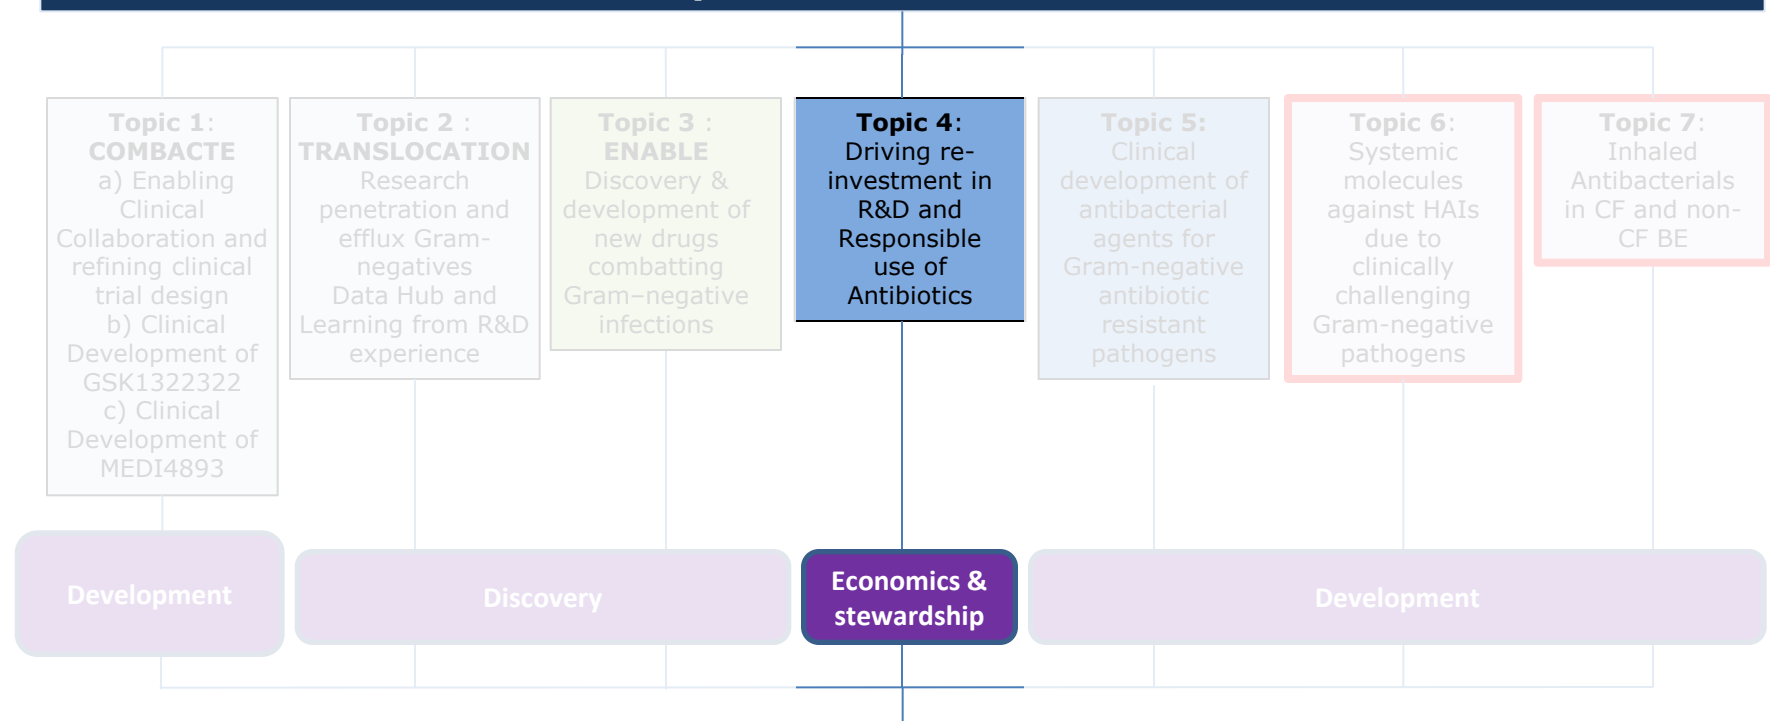 Topic 1:
COMBACTE
a) Enabling
Clinical
Collaboration and
refining clinical
trial design
b) Clinical
Development of
GSK1322322
c) Clinical
Development of
MEDI4893
Topic 2 :
TRANSLOCATION
Research
penetration and
efflux Gram-
negatives
Data Hub and
Learning from R&D
experience
Topic 3 :
ENABLE
Discovery &
development of
new drugs
combatting
Gram–negative
infections
Topic 4:
Driving re-
investment in
R&D and
Responsible
use of
Antibiotics
Topic 5:
Clinical
development of
antibacterial
agents for
Gram-negative
antibiotic
resistant
pathogens
Topic 6:
Systemic
molecules
against HAIs
due to
clinically
challenging
Gram-negative
pathogens
Topic 7:
Inhaled
Antibacterials
in CF and non-
CF BE
Development
Discovery
Economics &
stewardship
Development